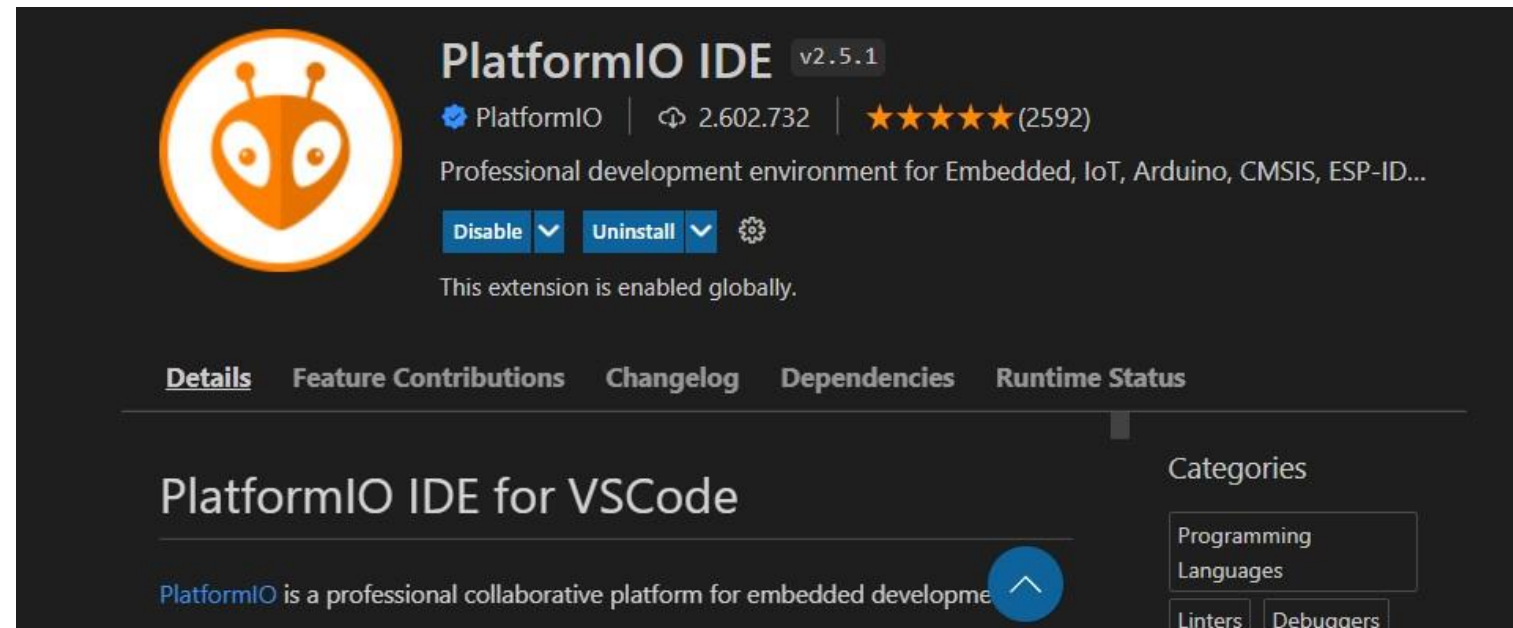 PlatformIO IDE v2.5.1
PlatformIO 2.602.732 (2592)
Professional development environment for Embedded, IoT, Arduino, CMSIS, ESP-ID...
Disable Uninstall
This extension is enabled globally.
Details Feature Contributions Changelog Dependencies Runtime Status
PlatformIO IDE for VSCode
PlatformIO is a professional collaborative platform for embedded developme
Categories
Programming
Languages
Linters Debuggers